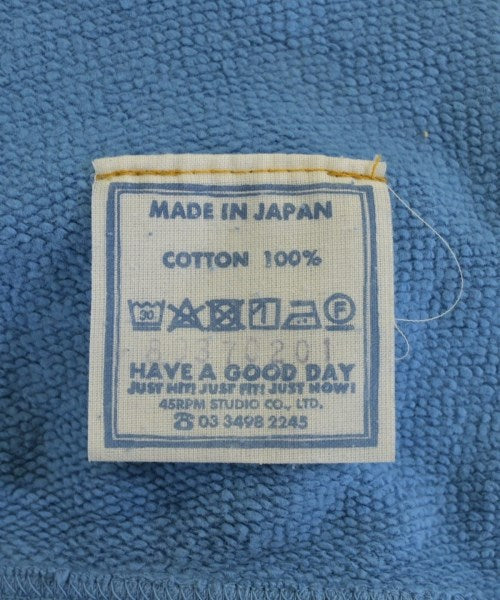 MADE IN JAPAN
COTTON 100%
30 F
HAVE A GOOD DAY
JUST HIT! JUST FIT! JUST NOW!
45RPM STUDIO CO., LTD.
☎ 03 3498 2245